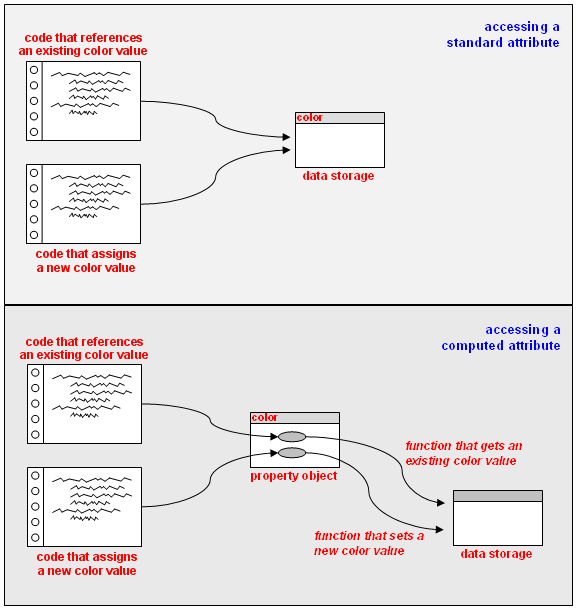 accessing a
standard attribute
code that references
an existing color value
color
data storage
code that assigns
a new color value
accessing a
computed attribute
code that references
an existing color value
color
property object
function that gets an
existing color value
function that sets a
new color value
data storage
code that assigns
a new color value